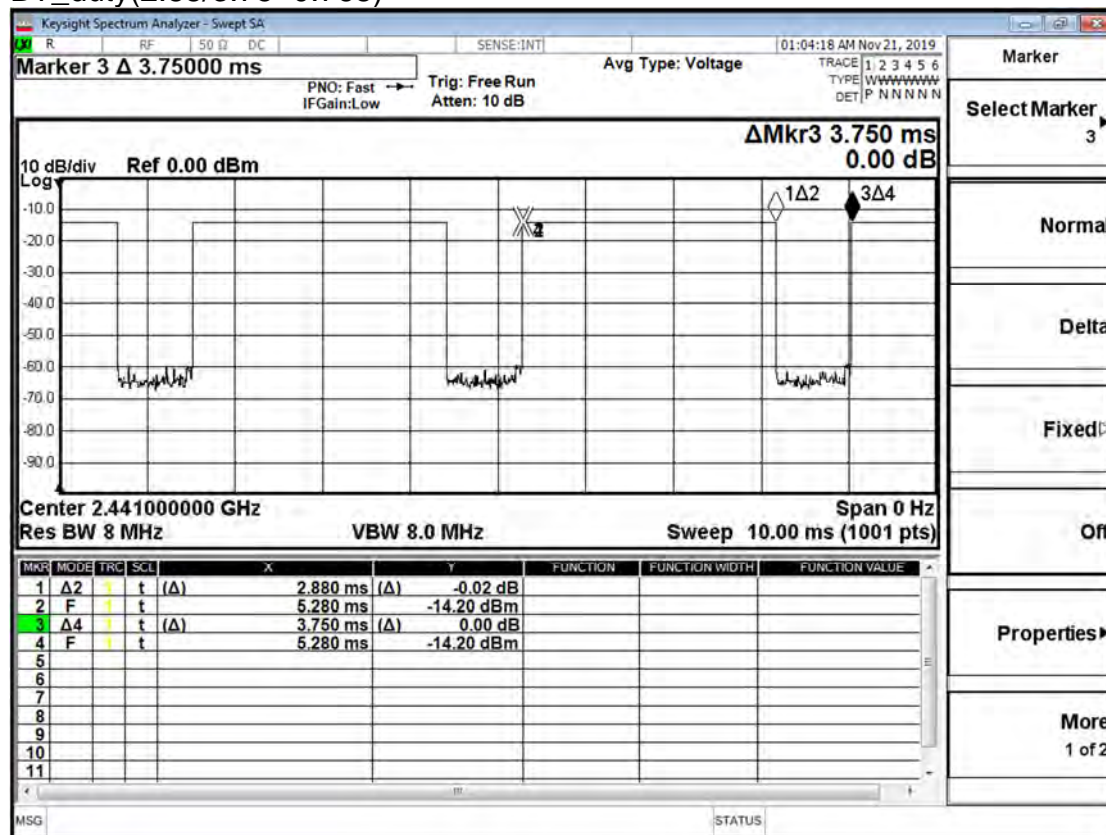 BT_duty(2.88/3.75=0.768)
Keysight Spectrum Analyzer - Swept SA
R RF 50 Ω DC SENSE:INT 01:04:18 AM Nov 21, 2019
Marker 3 Δ 3.75000 ms
PNO: Fast
IFGain:Low
Trig: Free Run
Atten: 10 dB
Avg Type: Voltage
TRACE 1 2 3 4 5 6
TYPE WWWWWW
DET P N N N N N
ΔMkr3 3.750 ms
0.00 dB
10 dB/div Ref 0.00 dBm
Log
1Δ2 3Δ4
-10.0
-20.0
-30.0
-40.0
-50.0
-60.0
-70.0
-80.0
-90.0
Center 2.441000000 GHz Span 0 Hz
Res BW 8 MHz VBW 8.0 MHz Sweep 10.00 ms (1001 pts)
MKR MODE TRC SCL X Y FUNCTION FUNCTION WIDTH FUNCTION VALUE
1 Δ2 1 t (Δ) 2.880 ms (Δ) -0.02 dB
2 F 1 t 5.280 ms -14.20 dBm
3 Δ4 1 t (Δ) 3.750 ms (Δ) 0.00 dB
4 F 1 t 5.280 ms -14.20 dBm
5
6
7
8
9
10
11
MSG STATUS
Marker
Select Marker
3
Normal
Delta
Fixed
Off
Properties
More
1 of 2